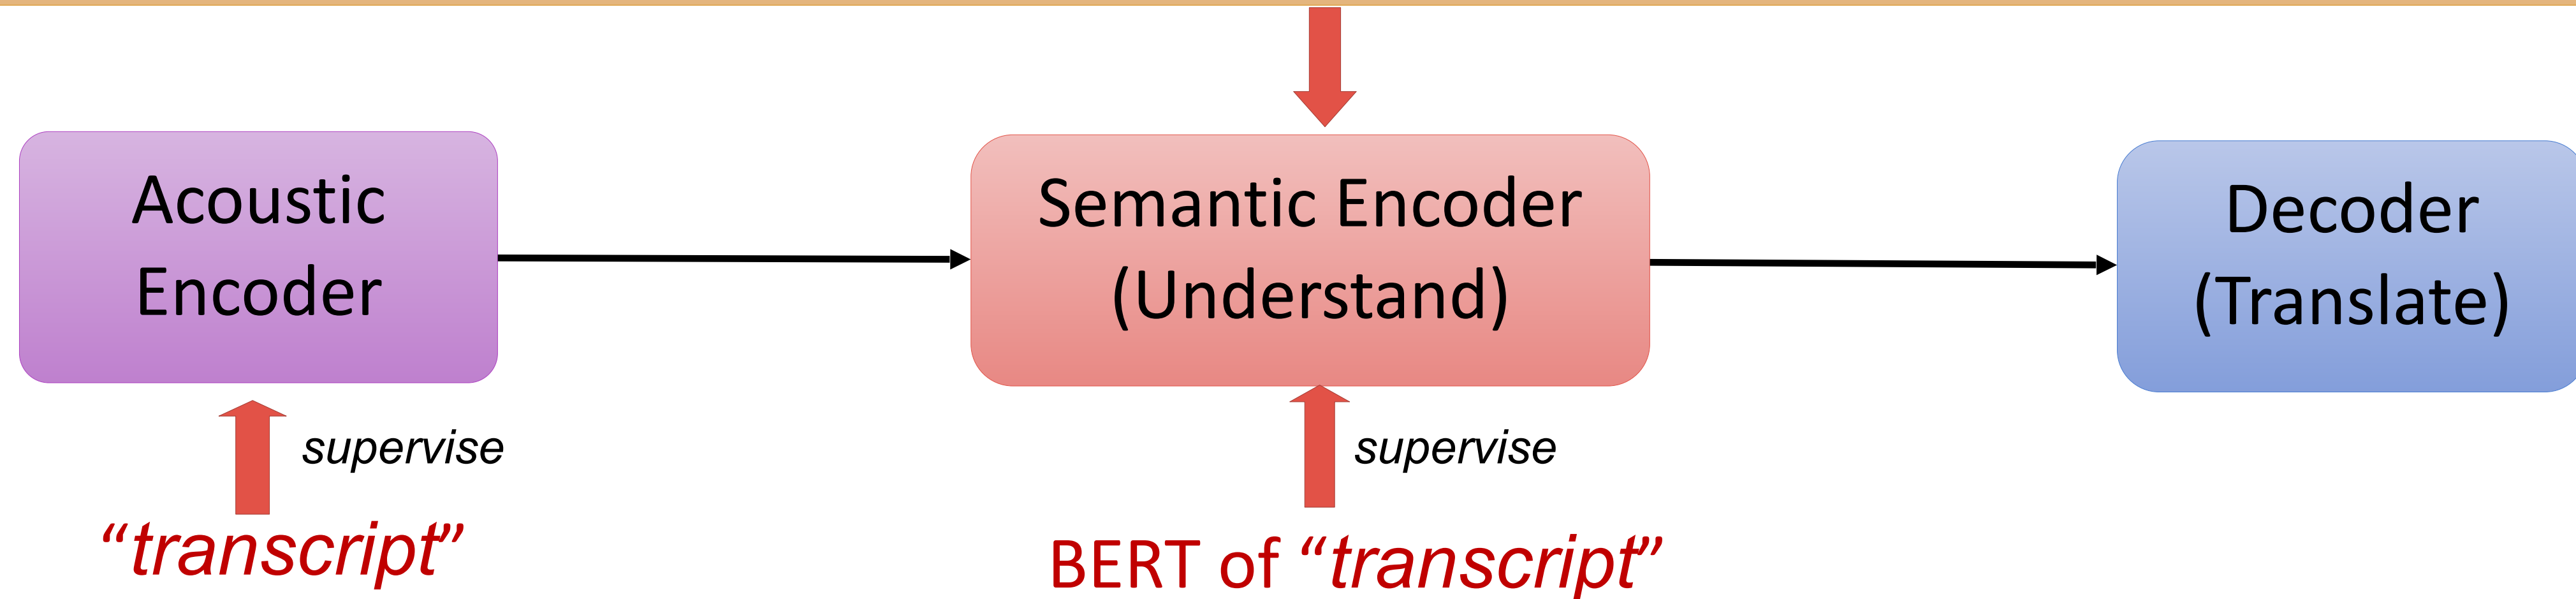 Acoustic
Encoder
Semantic Encoder
(Understand)
Decoder
(Translate)
supervise
supervise
“transcript”
BERT of “transcript”